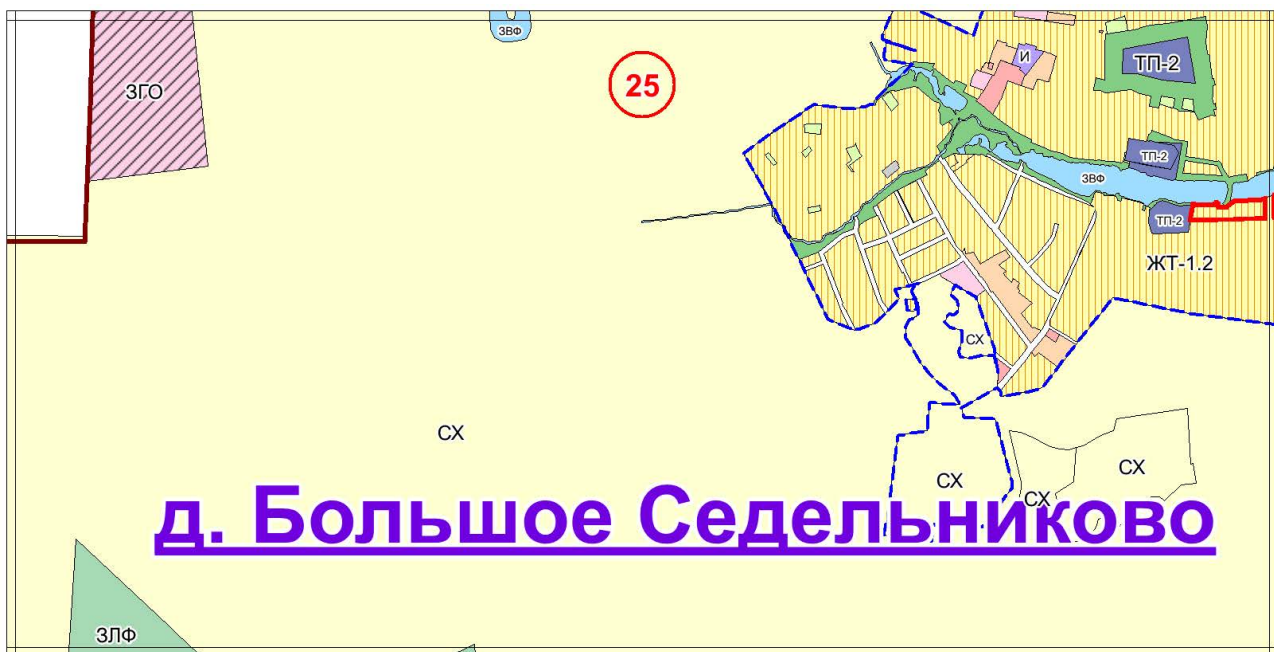 ЗВФ
И
ТП-2
25
ЗГО
ТП-2
ЗВФ
ТП-2
ЖТ-1.2
СХ
СХ
СХ
СХ
СХ
д. Большое Седельниково
ЗЛФ